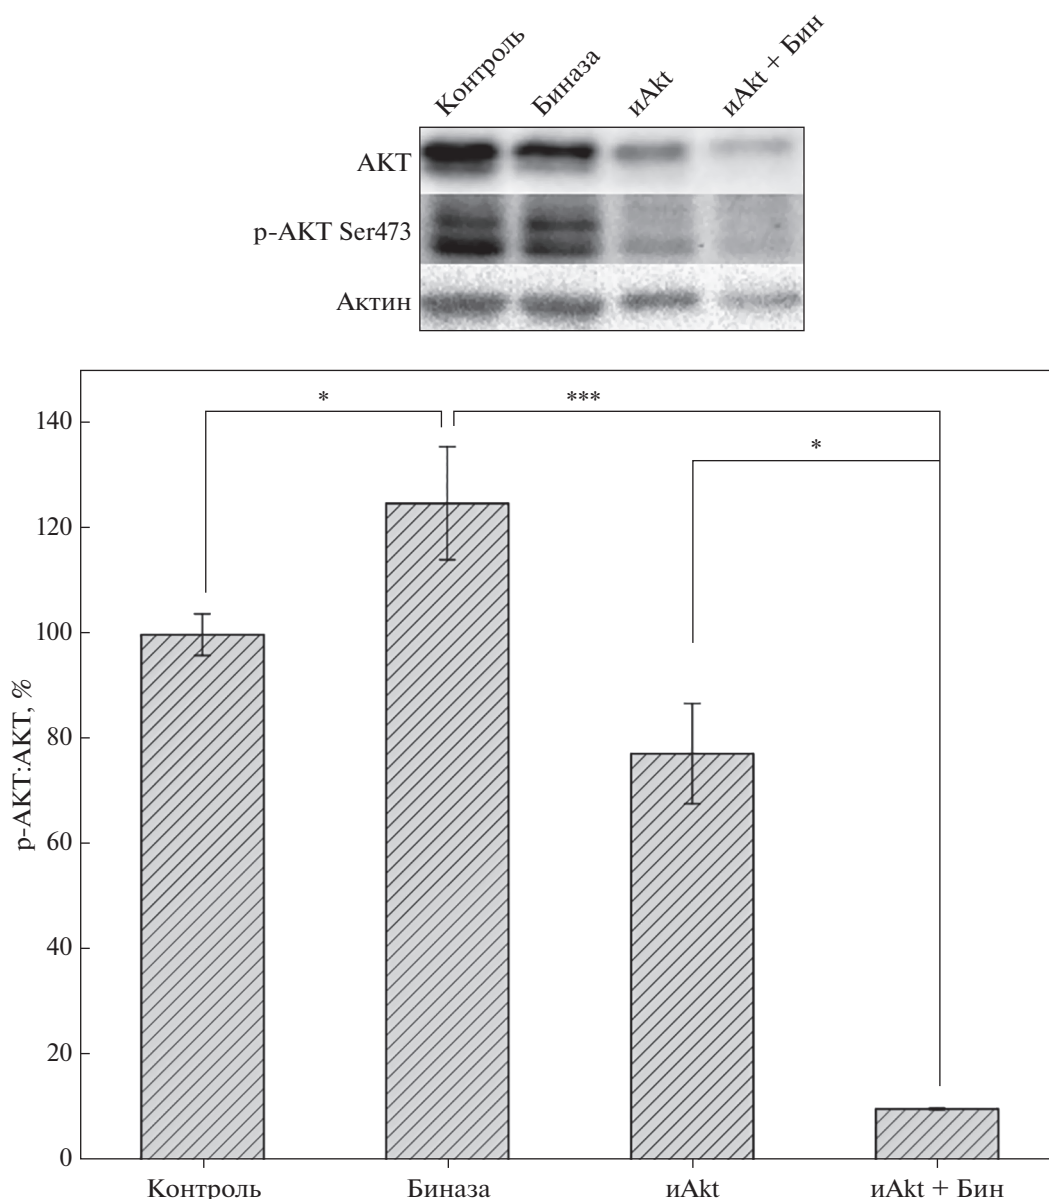 Контроль
Биназа
иAkt
иAkt + Бин
АКТ
p-AKT Ser473
Актин
* ***
*
140
120
100
80
60
40
20
0
p-AKT:AKT, %
Контроль Биназа иAkt иAkt + Бин